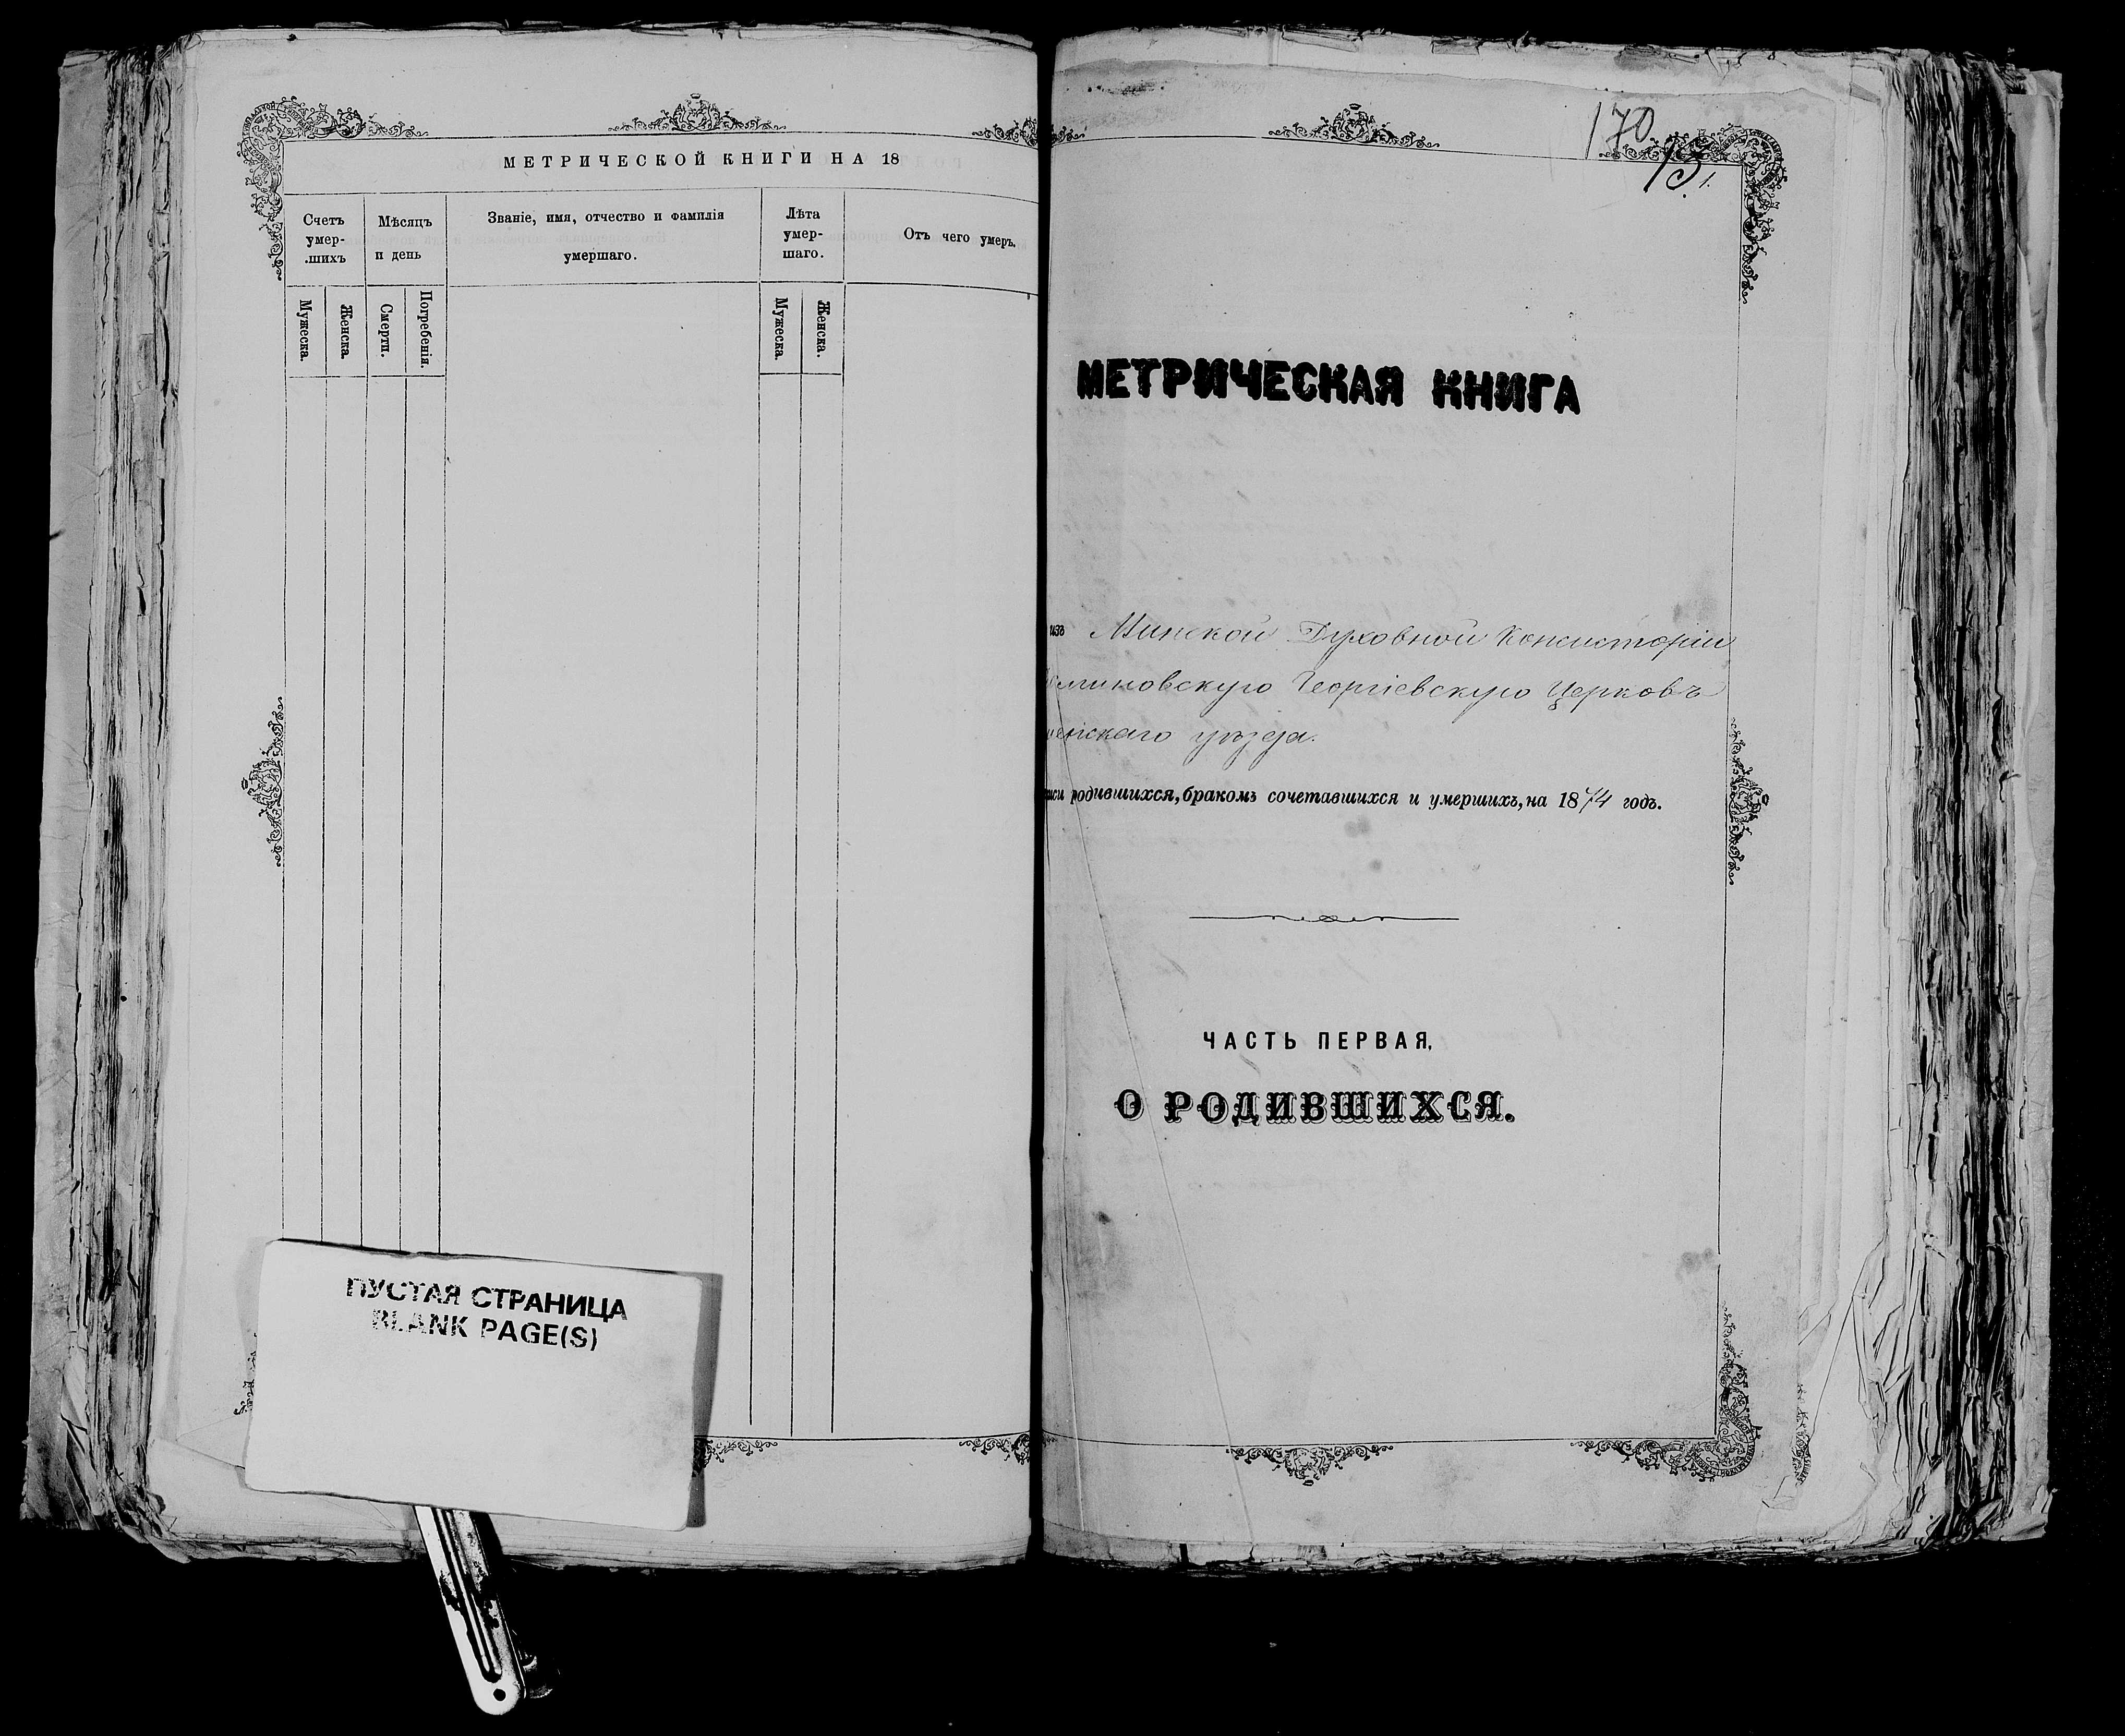 МЕТРИЧЕСКОЙ КНИГИ НА 18
Счетъ умер-шихъ
Мѣсяцъ и день
Званіе, имя, отчество и фамилія умершаго.
Лѣта умер-шаго.
Отъ чего умеръ.
Мужеска.
Женска.
Смерти.
Погребенія.
Мужеска.
Женска.
ПУСТАЯ СТРАНИЦА
BLANK PAGE(S)
170
МЕТРИЧЕСКАЯ КНИГА
изъ Минской Духовной Консисторіи
Георгіевскую Церковъ
уѣзда.
родившихся, бракомъ сочетавшихся и умершихъ, на 1874 годъ.
ЧАСТЬ ПЕРВАЯ,
О РОДИВШИХСЯ.